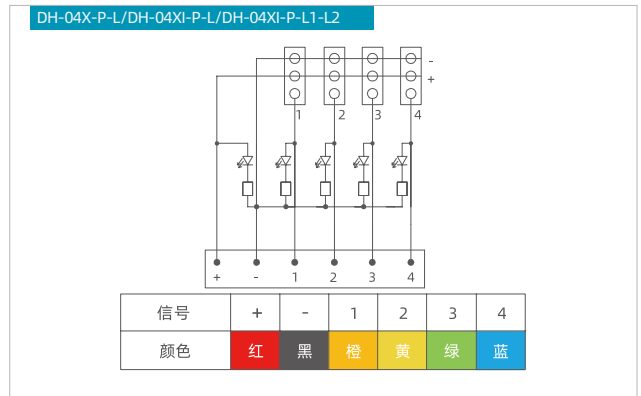 DH-04X-P-L/DH-04XI-P-L/DH-04XI-P-L1-L2
-
+
1 2 3 4
+ - 1 2 3 4
信号 + - 1 2 3 4
颜色 红 黑 橙 黄 绿 蓝